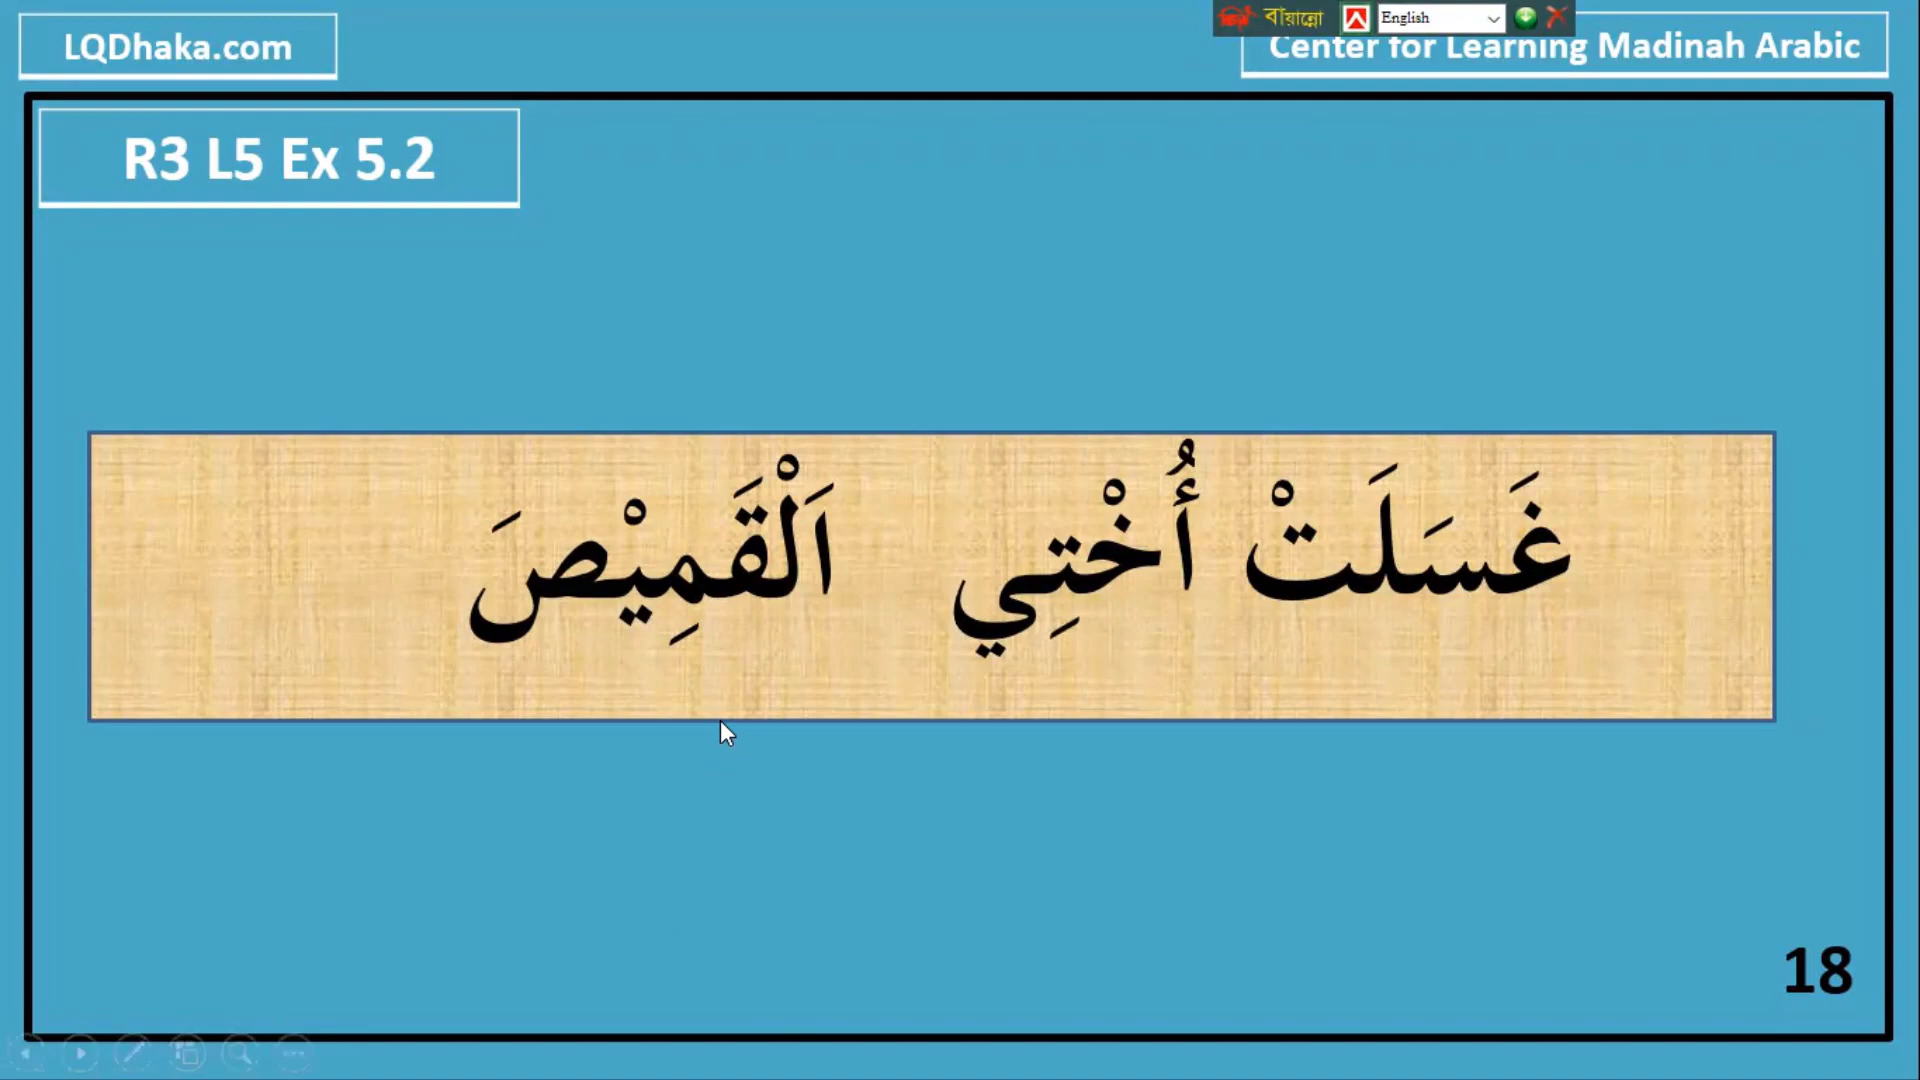 LQDhaka.com
বায়ান্নো English
Center for Learning Madinah Arabic
R3 L5 Ex 5.2
غَسَلَتْ أُخْتِي اَلْقَمِيْصَ
18